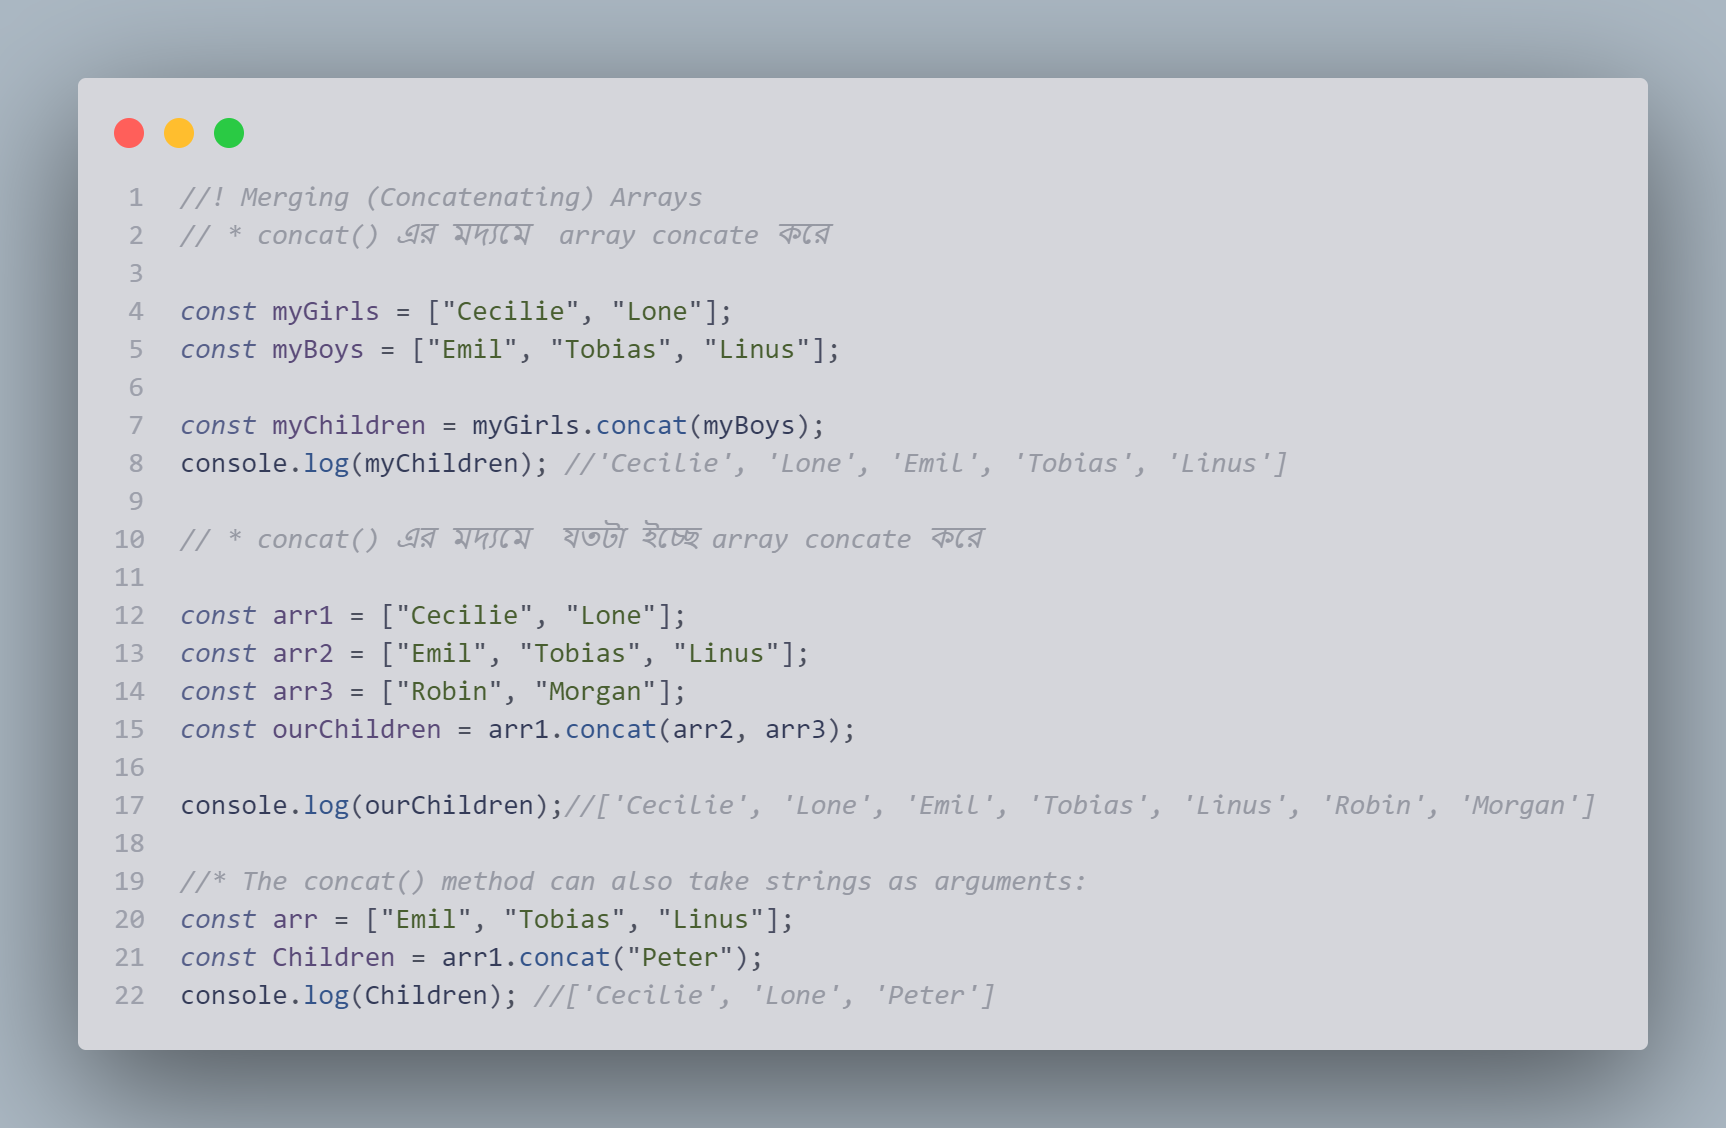 1 //! Merging (Concatenating) Arrays
2 // * concat() এর মদ্যমে  array concate করে
3
4 const myGirls = ["Cecilie", "Lone"];
5 const myBoys = ["Emil", "Tobias", "Linus"];
6
7 const myChildren = myGirls.concat(myBoys);
8 console.log(myChildren); //'Cecilie', 'Lone', 'Emil', 'Tobias', 'Linus']
9
10 // * concat() এর মদ্যমে  যতটা ইচ্ছে array concate করে
11
12 const arr1 = ["Cecilie", "Lone"];
13 const arr2 = ["Emil", "Tobias", "Linus"];
14 const arr3 = ["Robin", "Morgan"];
15 const ourChildren = arr1.concat(arr2, arr3);
16
17 console.log(ourChildren);//['Cecilie', 'Lone', 'Emil', 'Tobias', 'Linus', 'Robin', 'Morgan']
18
19 //* The concat() method can also take strings as arguments:
20 const arr = ["Emil", "Tobias", "Linus"];
21 const Children = arr1.concat("Peter");
22 console.log(Children); //['Cecilie', 'Lone', 'Peter']